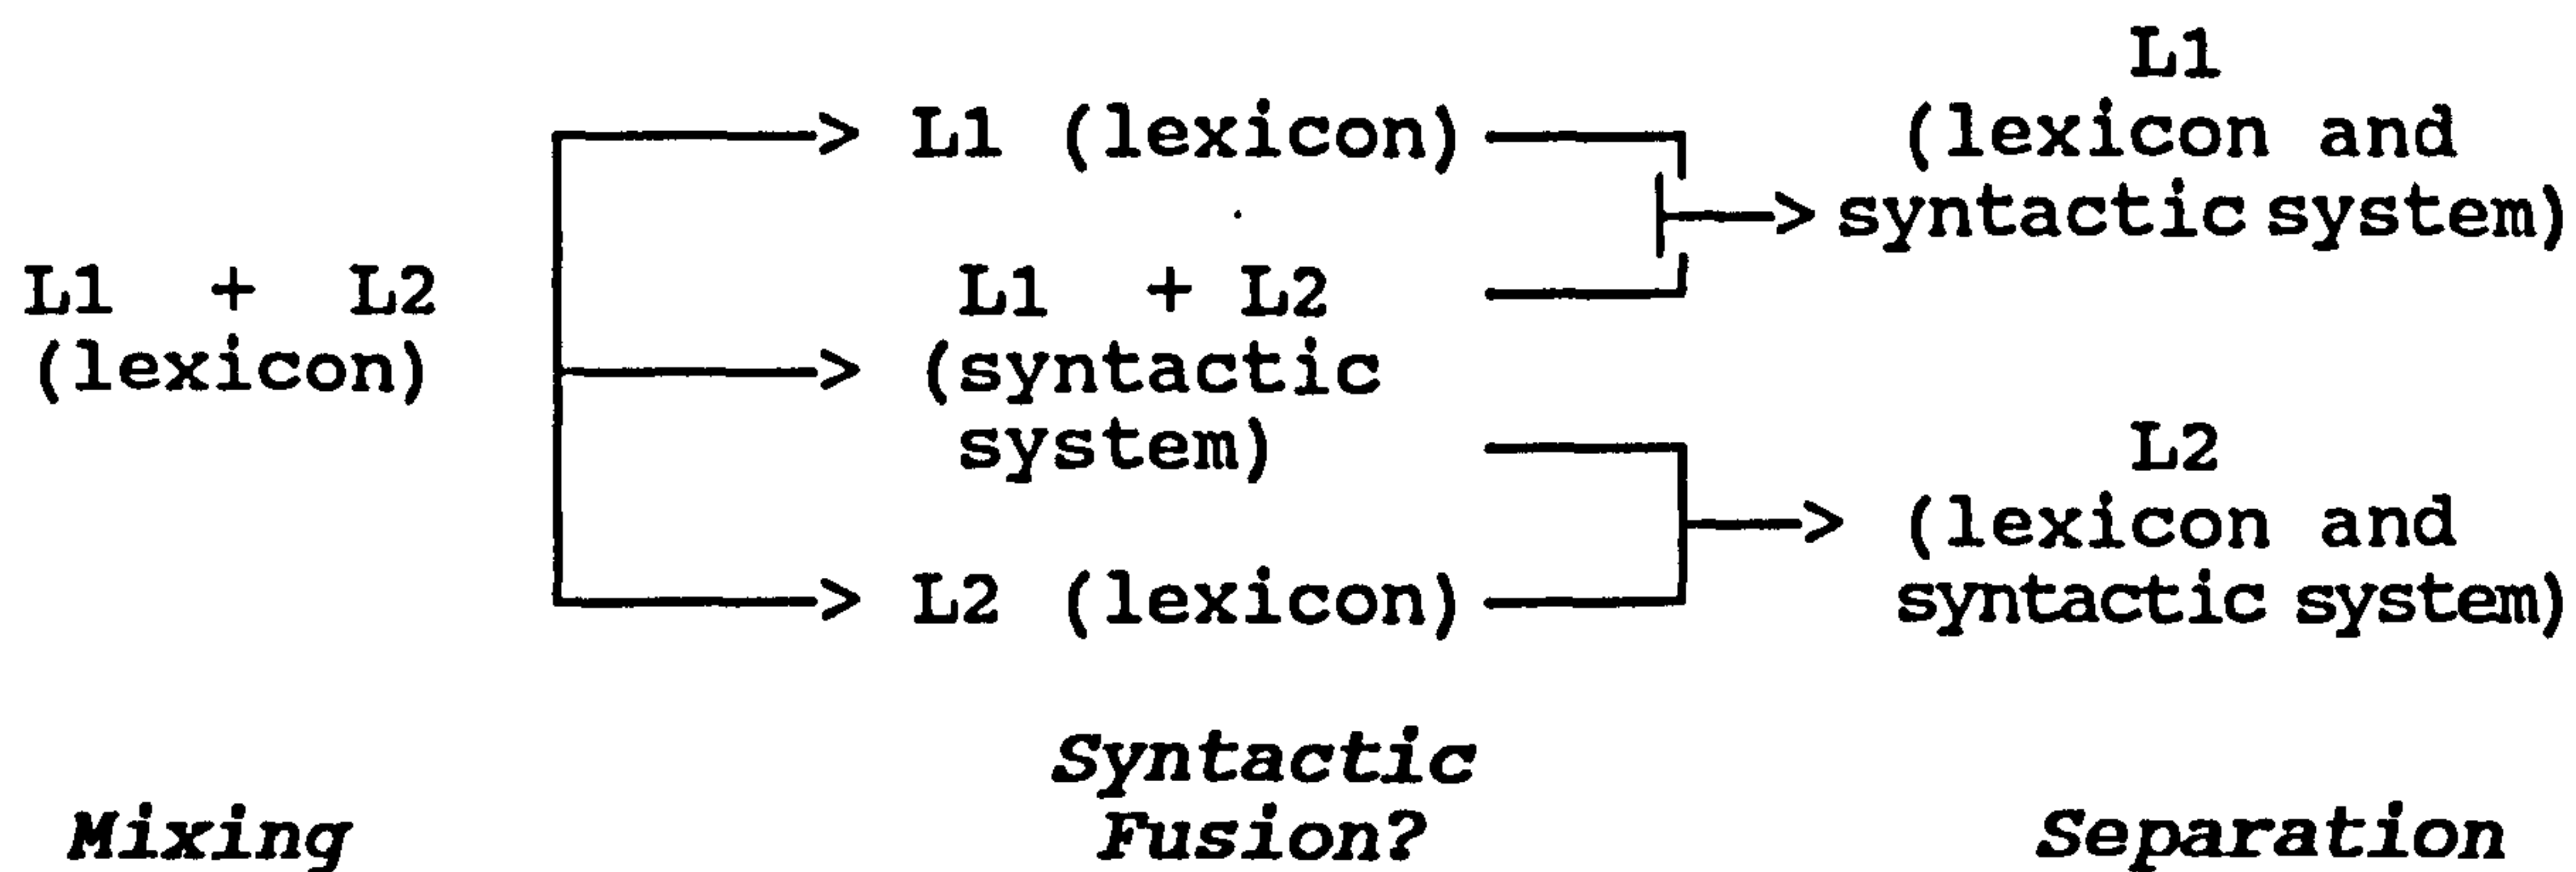 L1 + L2
(lexicon)
L1 (lexicon)
L1 + L2
(syntactic
system)
L2 (lexicon)
L1
(lexicon and
syntactic system)
L2
(lexicon and
syntactic system)
Mixing
Syntactic
Fusion?
Separation